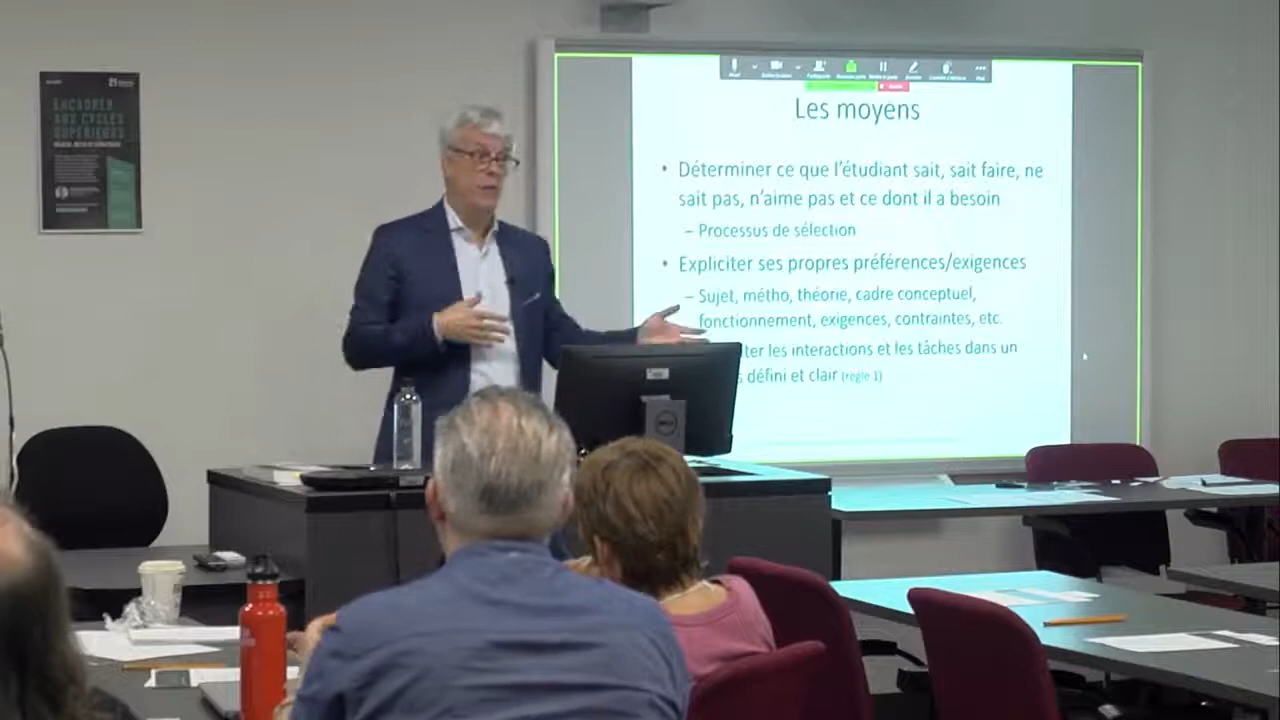 ENCADRER
AUX CYCLES
SUPÉRIEURS
Les moyens
• Déterminer ce que l'étudiant sait, sait faire, ne
sait pas, n'aime pas et ce dont il a besoin
– Processus de sélection
• Expliciter ses propres préférences/exigences
– Sujet, métho, théorie, cadre conceptuel,
fonctionnement, exigences, contraintes, etc.
ter les interactions et les tâches dans un
défini et clair (règle 1)
DELL